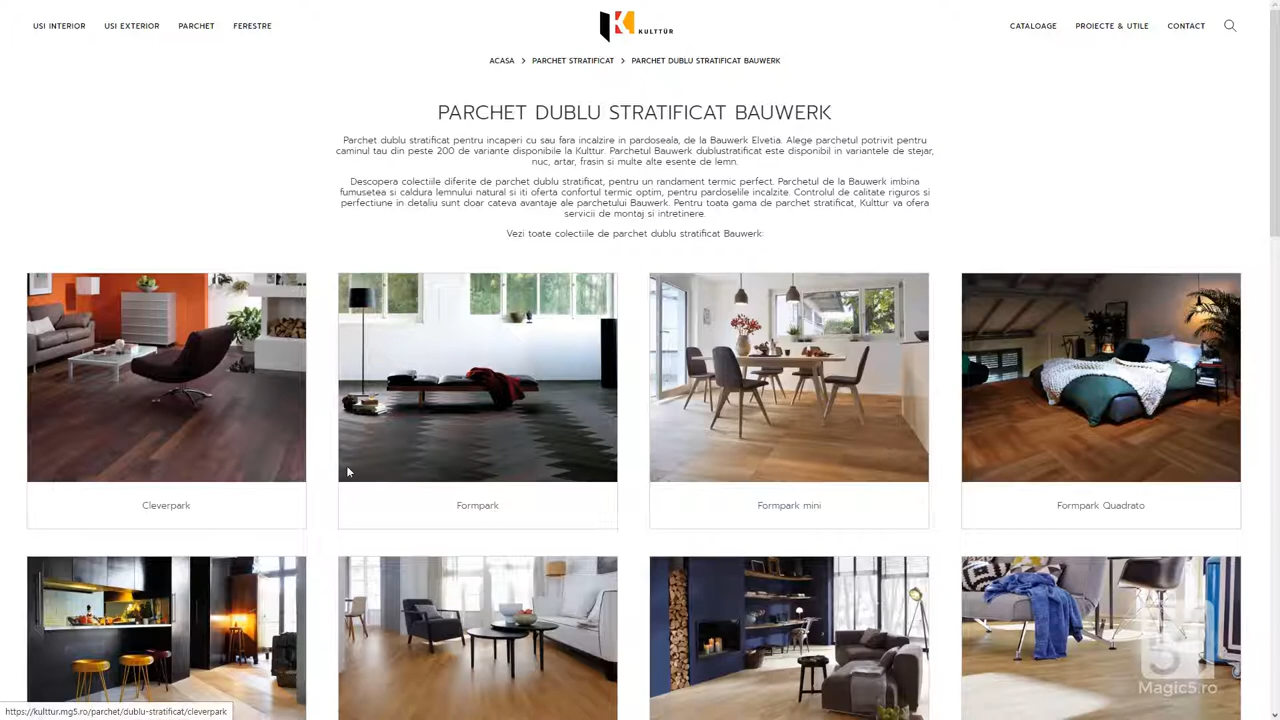 USI INTERIOR USI EXTERIOR PARCHET FERESTRE
K KULTTÜR
CATALOAGE PROIECTE & UTILE CONTACT
ACASA > PARCHET STRATIFICAT > PARCHET DUBLU STRATIFICAT BAUWERK
PARCHET DUBLU STRATIFICAT BAUWERK
Parchet dublu stratificat pentru incaperi cu sau fara incalzire in pardoseala, de la Bauwerk Elvetia. Alege parchetul potrivit pentru
caminul tau din peste 200 de variante disponibile la Kulttur. Parchetul Bauwerk dublustratificat este disponibil in variantele de stejar,
nuc, artar, frasin si multe alte esente de lemn.
Descopera colectiile diferite de parchet dublu stratificat, pentru un randament termic perfect. Parchetul de la Bauwerk imbina
frumusetea si caldura lemnului natural si iti oferta confortul termic optim, pentru pardoselile incalzite. Controlul de calitate riguros si
perfectiune in detaliu sunt doar cateva avantaje ale parchetului Bauwerk. Pentru toata gama de parchet stratificat, Kulttur va ofera
servicii de montaj si intretinere.
Vezi toate colectiile de parchet dublu stratificat Bauwerk:
Cleverpark
Formpark
Formpark mini
Formpark Quadrato
5
Magic5.ro
https://kulttur.mg5.ro/parchet/dublu-stratificat/cleverpark